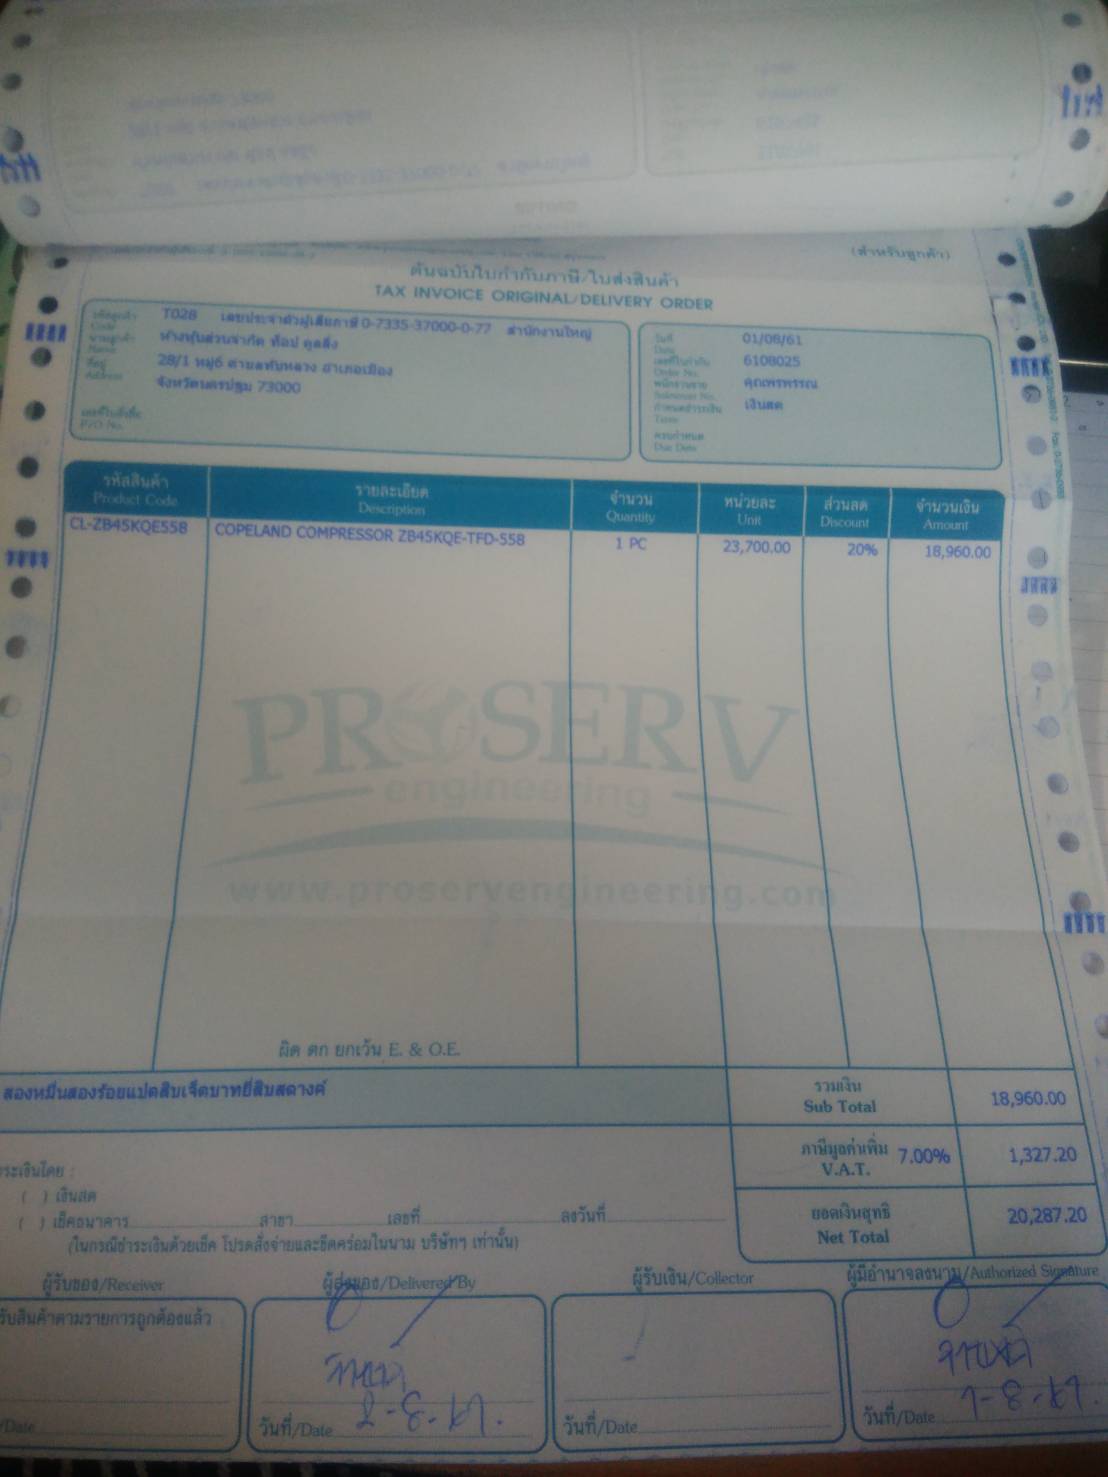 (สำหรับลูกค้า)
ต้นฉบับใบกำกับภาษี/ใบส่งสินค้า
TAX INVOICE ORIGINAL/DELIVERY ORDER
รหัสลูกค้า T028 เลขประจำตัวผู้เสียภาษี 0-7335-37000-0-77 สำนักงานใหญ่
Code
นามลูกค้า ห้างหุ้นส่วนจำกัด ท็อป คูลลิ่ง
Name
ที่อยู่ 28/1 หมู่6 ตำบลทัพหลวง อำเภอเมือง
Address จังหวัดนครปฐม 73000
เลขที่ใบสั่งซื้อ
P/O No.
วันที่ 01/08/61
Date
เลขที่ใบกำกับ 6108025
Order No.
พนักงานขาย คุณพรพรรณ
Salesman No.
กำหนดชำระเงิน เงินสด
Term
ครบกำหนด
Due Date
รหัสสินค้า รายละเอียด จำนวน หน่วยละ ส่วนลด จำนวนเงิน
Product Code Description Quantity Unit Discount Amount
CL-ZB45KQE558 COPELAND COMPRESSOR ZB45KQE-TFD-558 1 PC 23,700.00 20% 18,960.00
PROSERV
engineering
www.proservengineering.com
ผิด ตก ยกเว้น E. & O.E.
สองหมื่นสองร้อยแปดสิบเจ็ดบาทยี่สิบสตางค์
รวมเงิน
Sub Total 18,960.00
ภาษีมูลค่าเพิ่ม
V.A.T. 7.00% 1,327.20
ยอดเงินสุทธิ
Net Total 20,287.20
ระเงินโดย :
( ) เงินสด
( ) เช็คธนาคาร สาขา เลขที่ ลงวันที่
(ในกรณีชำระเงินด้วยเช็ค โปรดสั่งจ่ายและขีดคร่อมในนาม บริษัทฯ เท่านั้น)
ผู้รับของ/Receiver ผู้ส่งของ/Delivered By ผู้รับเงิน/Collector ผู้มีอำนาจลงนาม/Authorized Signature
รับสินค้าตามรายการถูกต้องแล้ว
/Date วันที่/Date วันที่/Date วันที่/Date